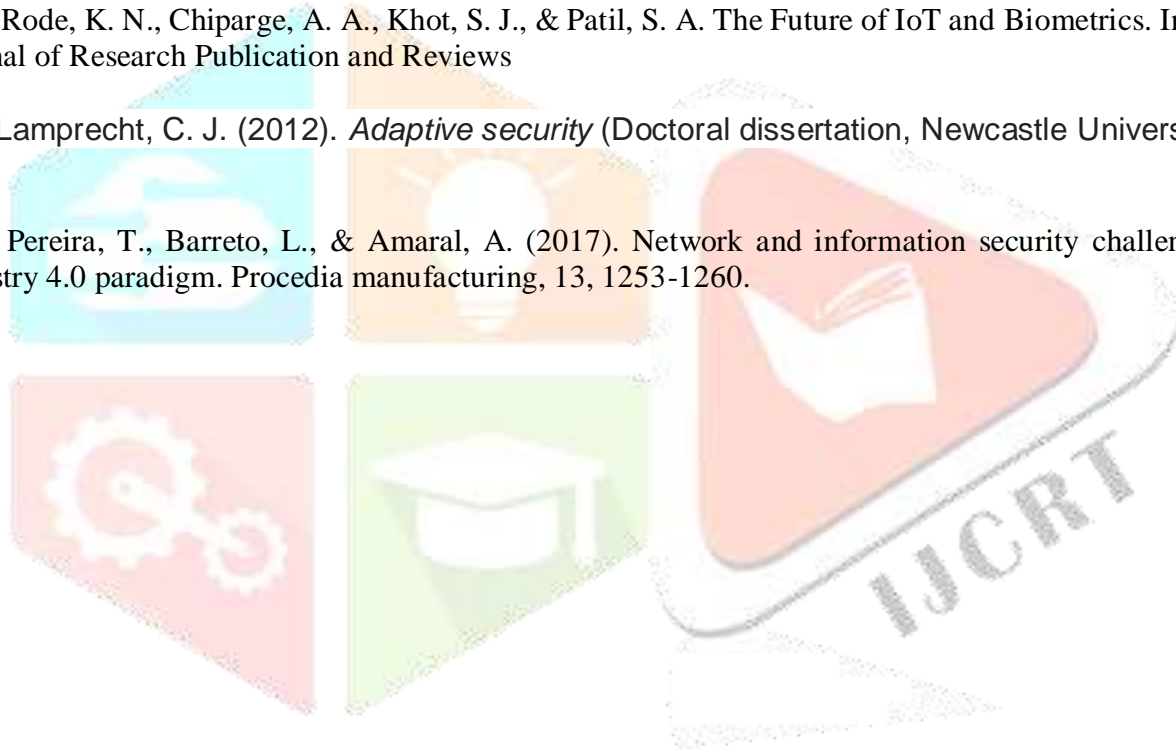 Rode, K. N., Chiparge, A. A., Khot, S. J., & Patil, S. A. The Future of IoT and Biometrics. In
nal of Research Publication and Reviews
Lamprecht, C. J. (2012). Adaptive security (Doctoral dissertation, Newcastle Univers
Pereira, T., Barreto, L., & Amaral, A. (2017). Network and information security challen
stry 4.0 paradigm. Procedia manufacturing, 13, 1253-1260.
IJCRT